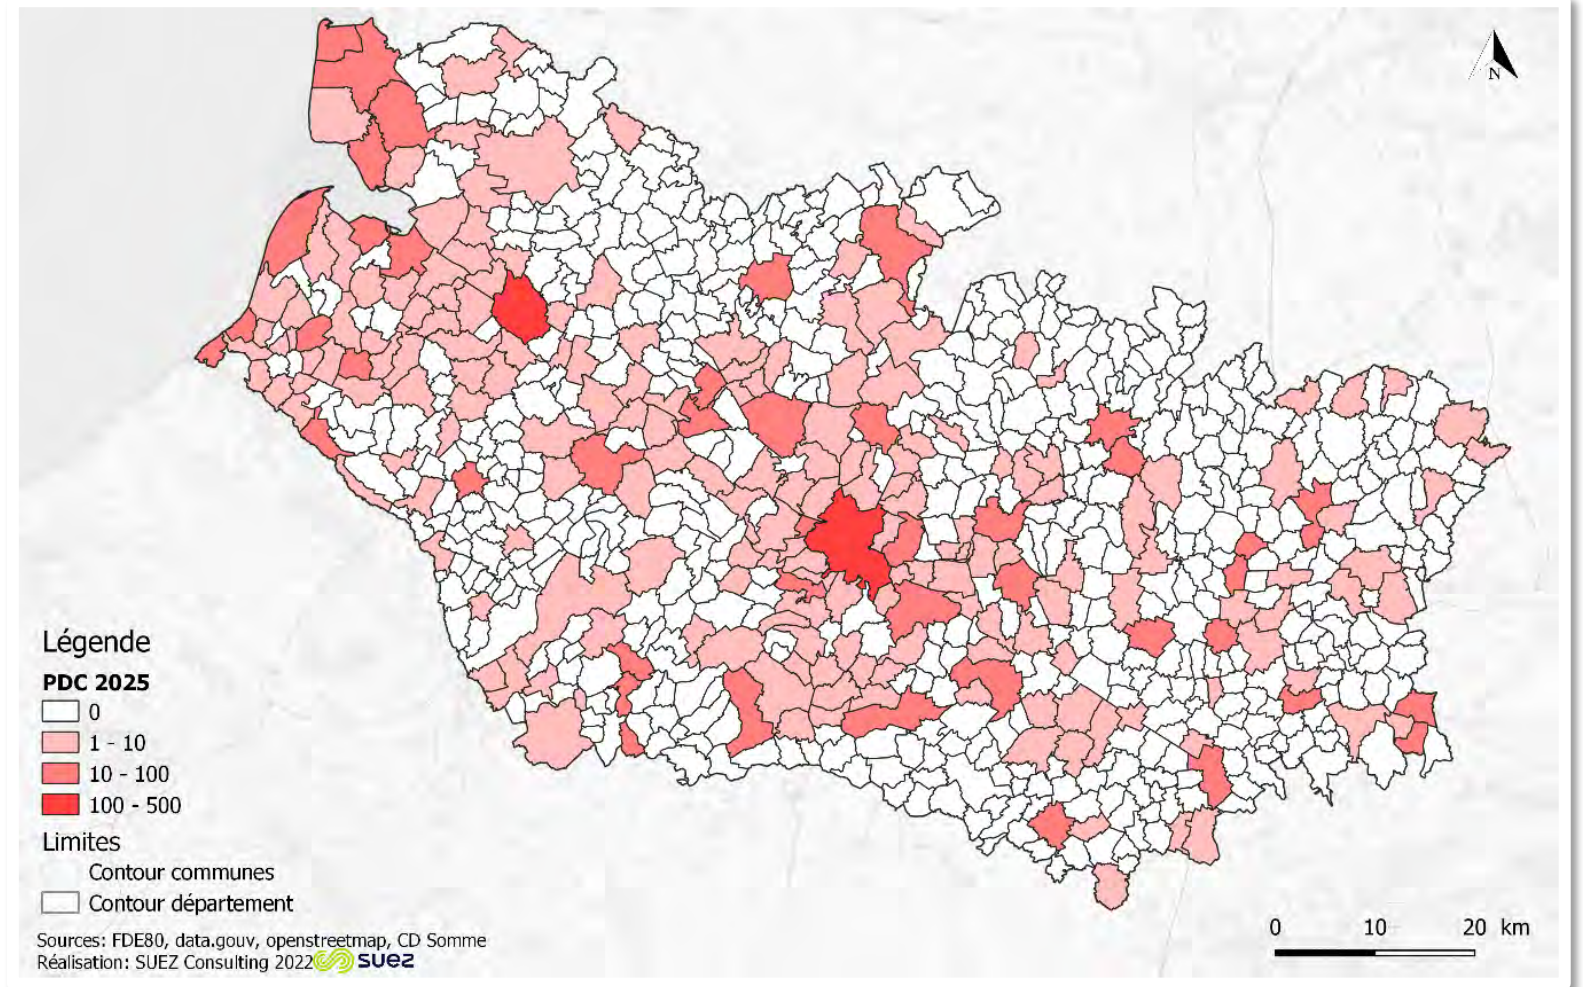 N
Légende
PDC 2025
0
1 - 10
10 - 100
100 - 500
Limites
Contour communes
Contour département
Sources: FDE80, data.gouv, openstreetmap, CD Somme
Réalisation: SUEZ Consulting 2022 suez
0 10 20 km